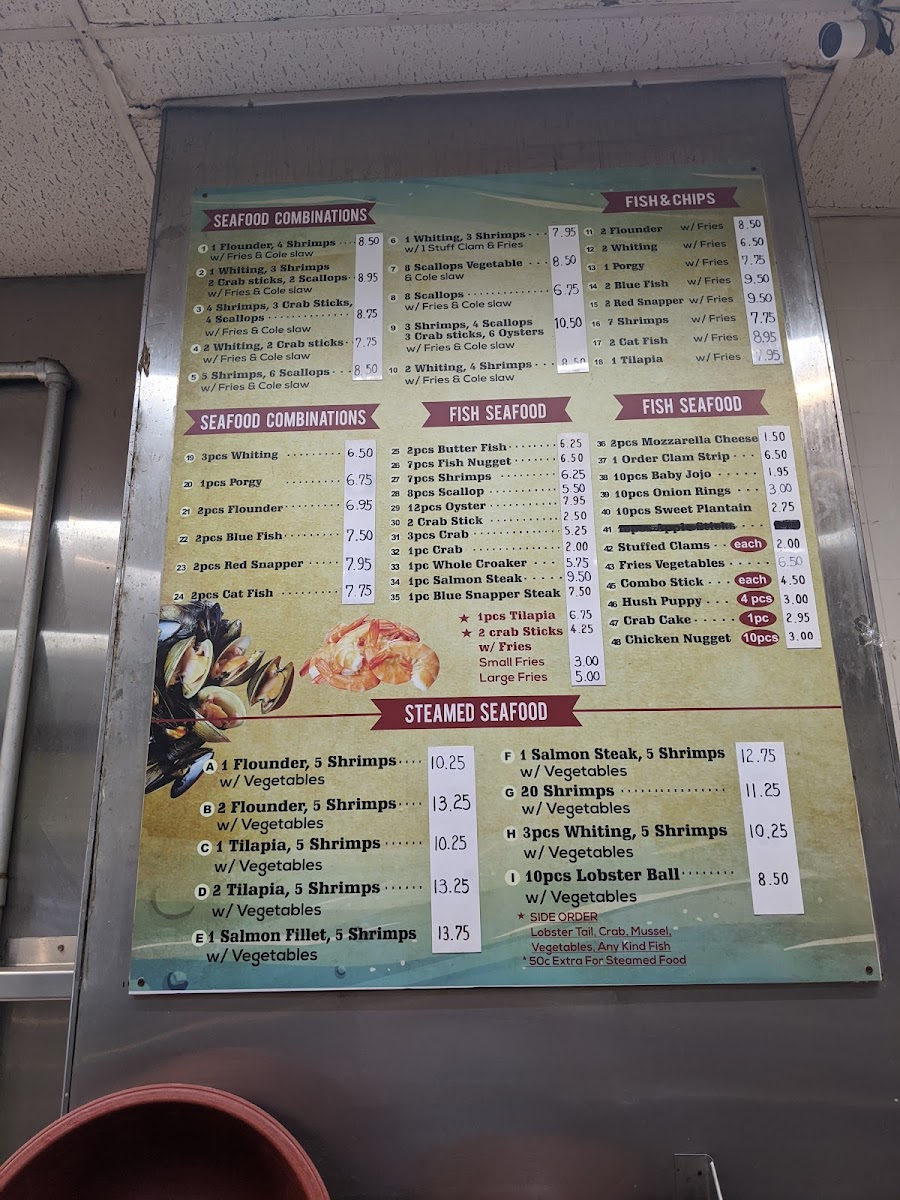 SEAFOOD COMBINATIONS
1 1 Flounder, 4 Shrimps 8.50
w/ Fries & Cole slaw
2 1 Whiting, 3 Shrimps
2 Crab sticks, 2 Scallops 8.95
w/ Fries & Cole slaw
3 4 Shrimps, 3 Crab Sticks,
4 Scallops 8.75
w/ Fries & Cole slaw
4 2 Whiting, 2 Crab sticks 7.75
w/ Fries & Cole slaw
5 5 Shrimps, 6 Scallops 8.50
w/ Fries & Cole slaw
6 1 Whiting, 3 Shrimps 7.95
w/ 1 Stuff Clam & Fries
7 8 Scallops Vegetable 8.50
& Cole slaw
8 8 Scallops 6.75
w/ Fries & Cole slaw
9 3 Shrimps, 4 Scallops 10.50
3 Crab sticks, 6 Oysters
w/ Fries & Cole slaw
10 2 Whiting, 4 Shrimps 8.50
w/ Fries & Cole slaw
FISH & CHIPS
11 2 Flounder w/ Fries 8.50
12 2 Whiting w/ Fries 6.50
13 1 Porgy w/ Fries 7.75
14 2 Blue Fish w/ Fries 9.50
15 2 Red Snapper w/ Fries 9.50
16 7 Shrimps w/ Fries 7.75
17 2 Cat Fish w/ Fries 8.95
18 1 Tilapia w/ Fries 7.95
SEAFOOD COMBINATIONS
19 3pcs Whiting 6.50
20 1pcs Porgy 6.75
21 2pcs Flounder 6.95
22 2pcs Blue Fish 7.50
23 2pcs Red Snapper 7.95
24 2pcs Cat Fish 7.75
FISH SEAFOOD
25 2pcs Butter Fish 6.25
26 7pcs Fish Nugget 6.50
27 7pcs Shrimps 6.25
28 8pcs Scallop 5.50
29 12pcs Oyster 7.95
30 2 Crab Stick 2.50
31 3pcs Crab 5.25
32 1pc Crab 2.00
33 1pc Whole Croaker 5.75
34 1pc Salmon Steak 9.50
35 1pc Blue Snapper Steak 7.50
★ 1pcs Tilapia 6.75
★ 2 crab Sticks 4.25
w/ Fries
Small Fries 3.00
Large Fries 5.00
FISH SEAFOOD
36 2pcs Mozzarella Cheese 1.50
37 1 Order Clam Strip 6.50
38 10pcs Baby Jojo 1.95
39 10pcs Onion Rings 3.00
40 10pcs Sweet Plantain 2.75
41
42 Stuffed Clams each 2.00
43 Fries Vegetables 6.50
45 Combo Stick each 4.50
46 Hush Puppy 4 pcs 3.00
47 Crab Cake 1pc 2.95
48 Chicken Nugget 10pcs 3.00
STEAMED SEAFOOD
A 1 Flounder, 5 Shrimps 10.25
w/ Vegetables
B 2 Flounder, 5 Shrimps 13.25
w/ Vegetables
C 1 Tilapia, 5 Shrimps 10.25
w/ Vegetables
D 2 Tilapia, 5 Shrimps 13.25
w/ Vegetables
E 1 Salmon Fillet, 5 Shrimps 13.75
w/ Vegetables
F 1 Salmon Steak, 5 Shrimps 12.75
w/ Vegetables
G 20 Shrimps 11.25
w/ Vegetables
H 3pcs Whiting, 5 Shrimps 10.25
w/ Vegetables
I 10pcs Lobster Ball 8.50
w/ Vegetables
* SIDE ORDER
Lobster Tail, Crab, Mussel,
Vegetables, Any Kind Fish
* 50c Extra For Steamed Food